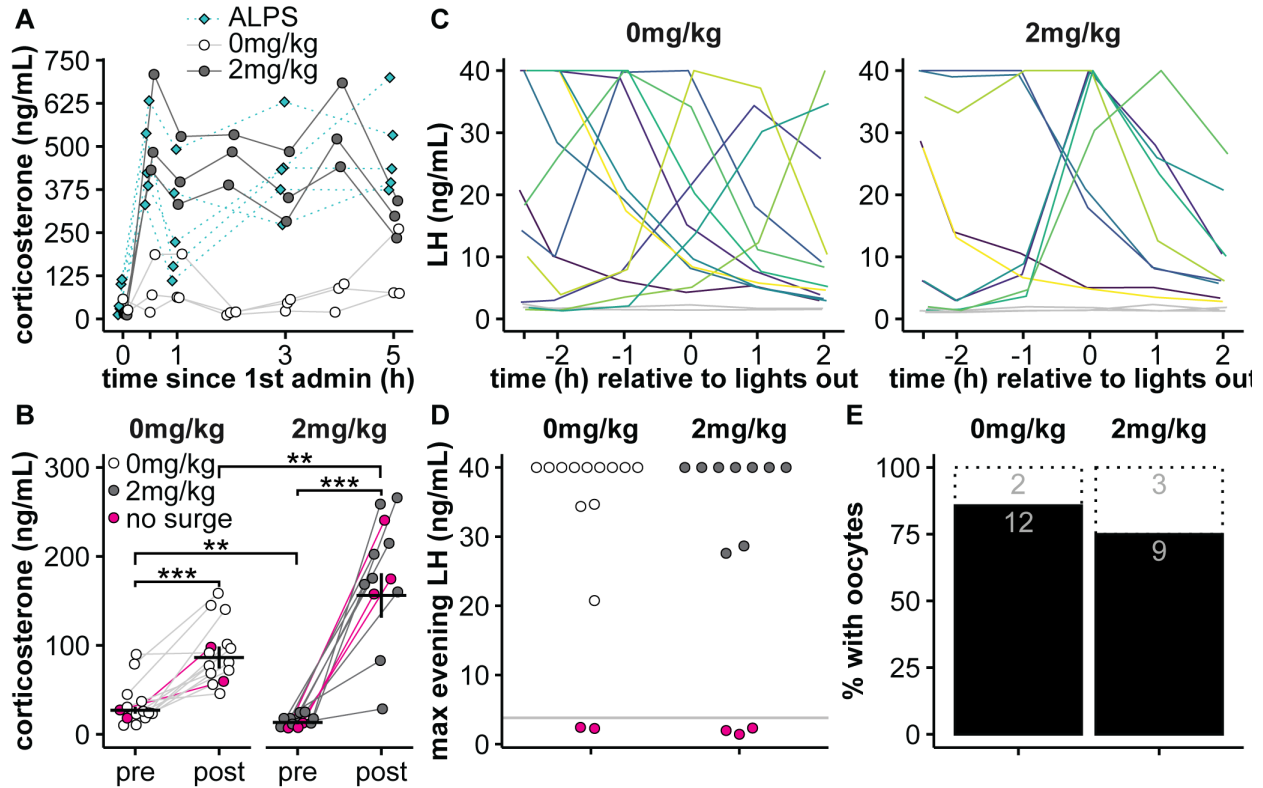 A
ALPS
0mg/kg
2mg/kg
corticosterone (ng/mL)
750
625
500
375
250
125
0
0 1 3 5
time since 1st admin (h)
C
0mg/kg 2mg/kg
LH (ng/mL)
40 40
30 30
20 20
10 10
0 0
-2 -1 0 1 2 -2 -1 0 1 2
time (h) relative to lights out time (h) relative to lights out
B
0mg/kg 2mg/kg
0mg/kg
2mg/kg
no surge
corticosterone (ng/mL)
300
200
100
0
**
***
**
***
pre post pre post
D
0mg/kg 2mg/kg
max evening LH (ng/mL)
40
30
20
10
0
E
0mg/kg 2mg/kg
% with oocytes
100
75
50
25
0
2 3
12 9